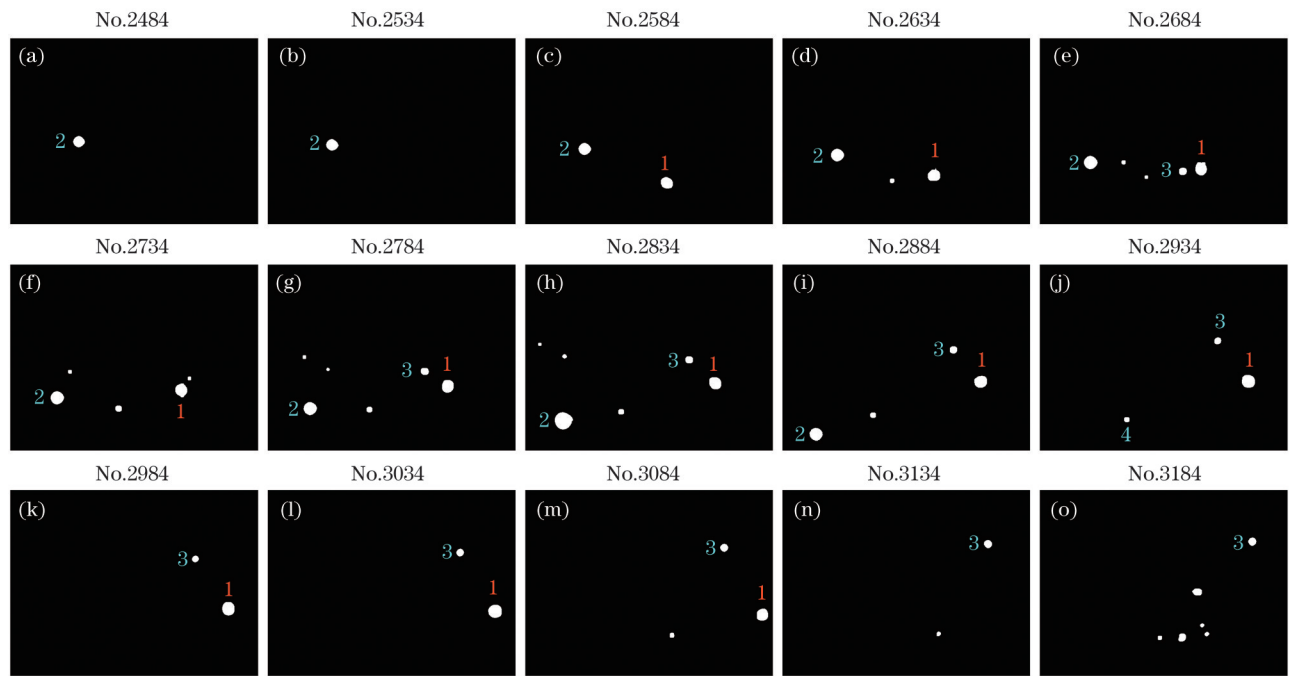 No.2484 No.2534 No.2584 No.2634 No.2684
(a) (b) (c) (d) (e)
2 2 2 1 2 1 2 3 1
No.2734 No.2784 No.2834 No.2884 No.2934
(f) (g) (h) (i) (j)
2 1 2 3 1 2 3 1 2 3 1 3 1 4
No.2984 No.3034 No.3084 No.3134 No.3184
(k) (l) (m) (n) (o)
3 1 3 1 3 1 3 3